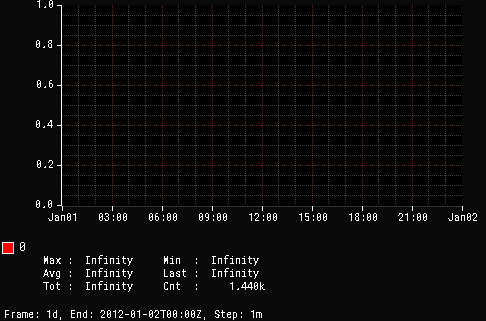 1.0
0.8
0.6
0.4
0.2
0.0
Jan01 03:00 06:00 09:00 12:00 15:00 18:00 21:00 Jan02
0
Max : Infinity Min : Infinity
Avg : Infinity Last : Infinity
Tot : Infinity Cnt : 1.440k
Frame: 1d, End: 2012-01-02T00:00Z, Step: 1m